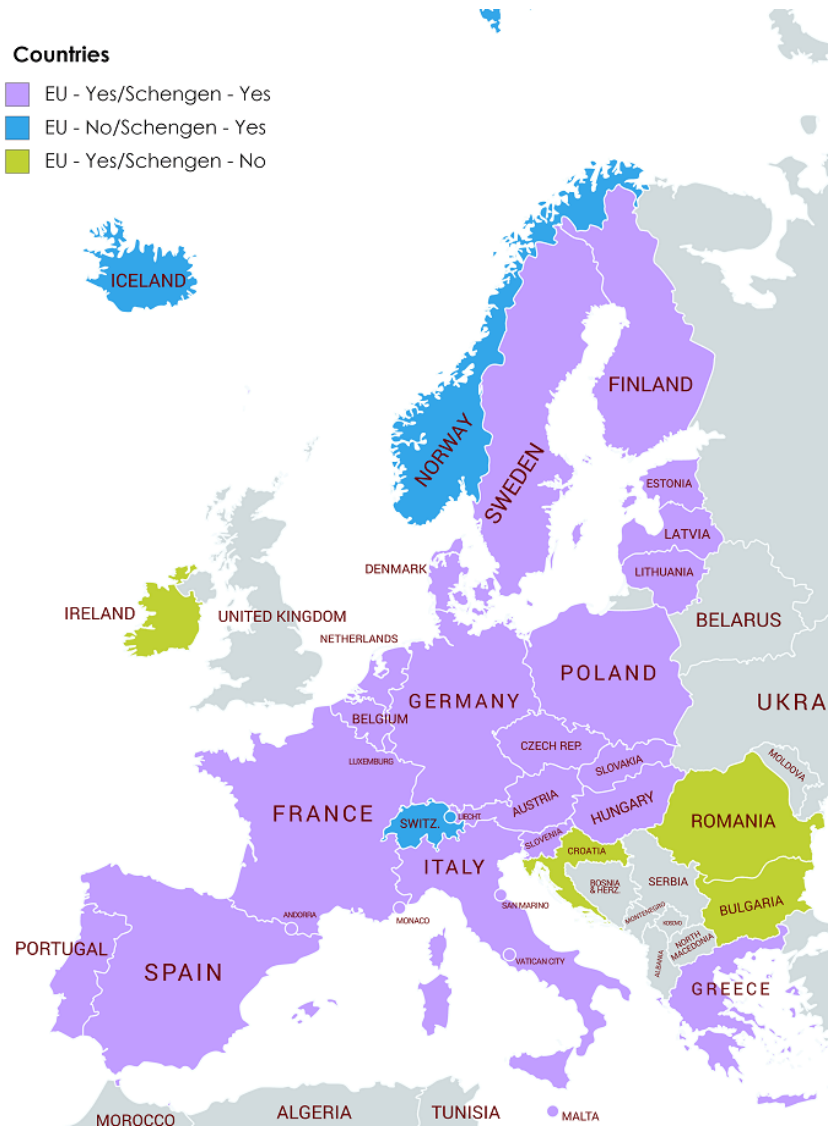 Countries
EU - Yes/Schengen - Yes
EU - No/Schengen - Yes
EU - Yes/Schengen - No
ICELAND
FINLAND
NORWAY
SWEDEN
ESTONIA
LATVIA
DENMARK
LITHUANIA
IRELAND
UNITED KINGDOM
BELARUS
NETHERLANDS
POLAND
GERMANY
UKRA
BELGIUM
CZECH REP.
LUXEMBURG
SLOVAKIA
MOLDOVA
AUSTRIA
HUNGARY
FRANCE
SWITZ.
LIECHT.
ROMANIA
SLOVENIA
CROATIA
ITALY
BOSNIA
& HERZ.
SERBIA
SAN MARINO
BULGARIA
ANDORRA
MONACO
MONTENEGRO
KOSOVO
PORTUGAL
NORTH
MACEDONIA
SPAIN
VATICAN CITY
ALBANIA
GREECE
MOROCCO
ALGERIA
TUNISIA
MALTA